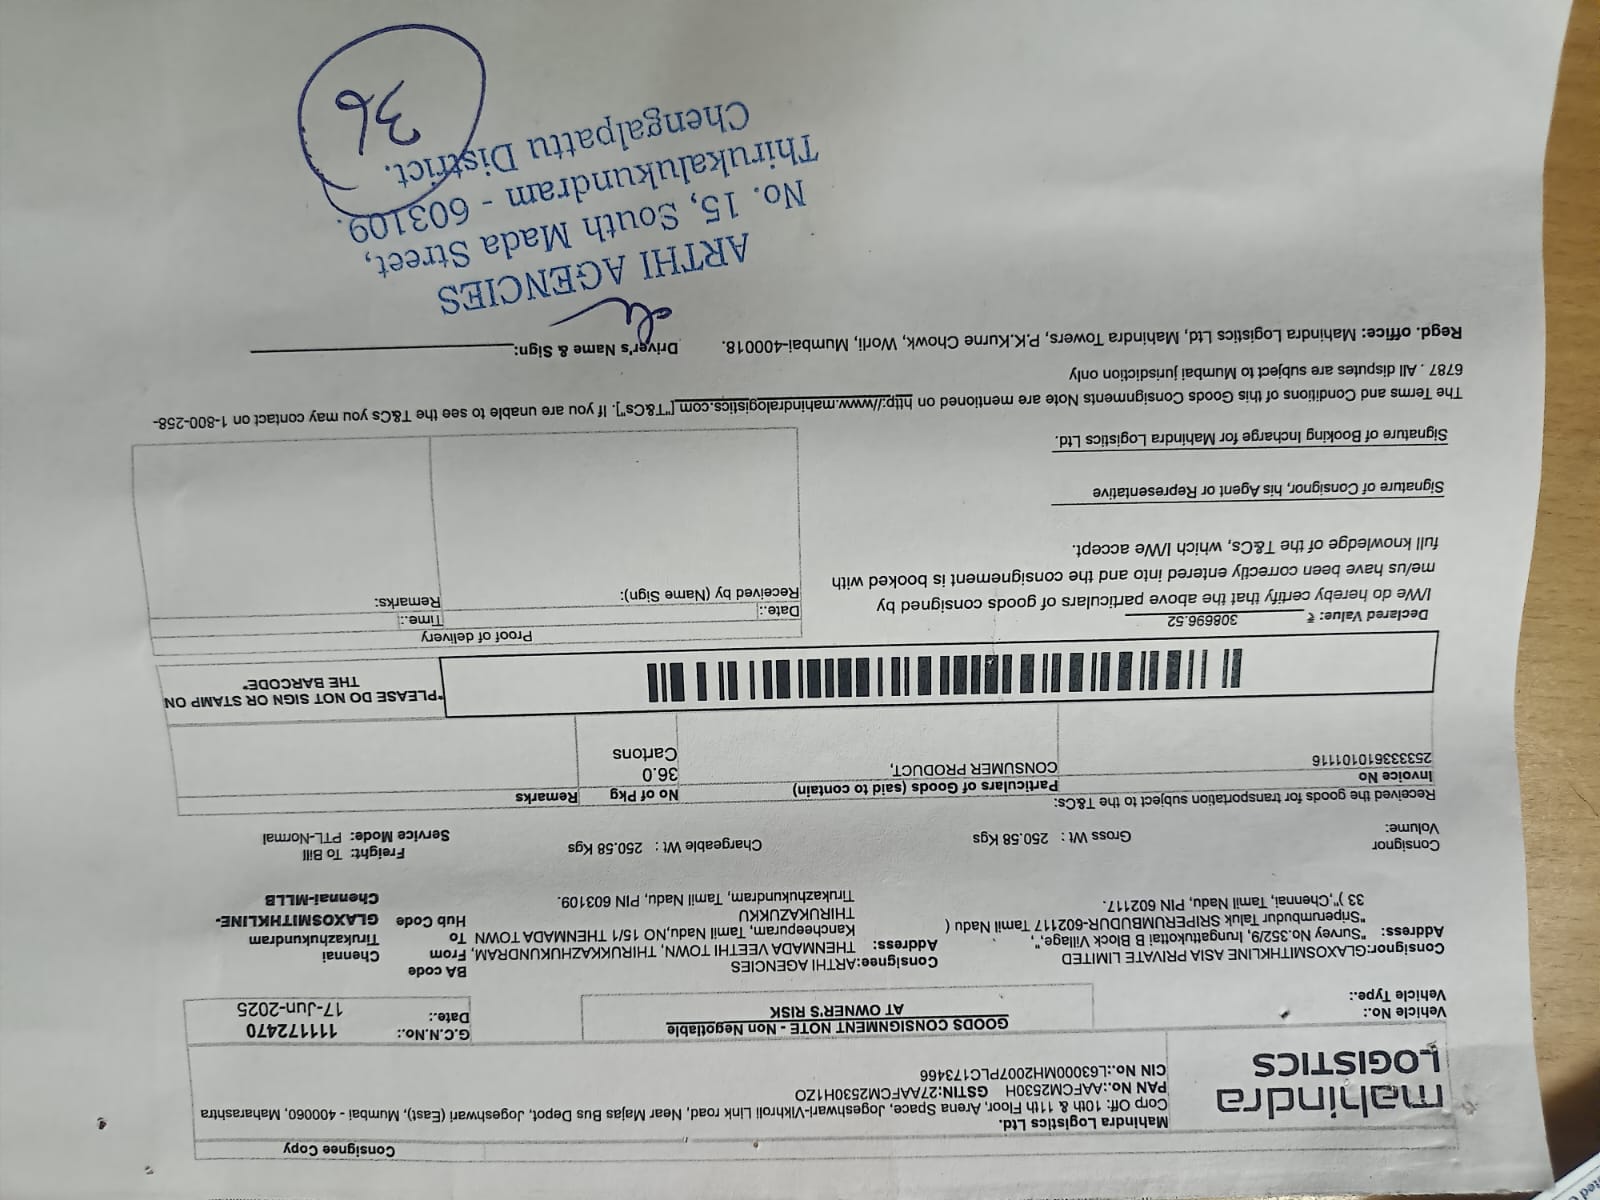 Consignee Copy
mahindra
LOGISTICS
Mahindra Logistics Ltd.
Corp Off: 10th & 11th Floor, Arena Space, Jogeshwari-Vikhroli Link road, Near Majas Bus Depot, Jogeshwari (East), Mumbai - 400060, Maharashtra
PAN No.:AAFCM2530H GSTIN:27AAFCM2530H1ZO
CIN No.:L63000MH2007PLC173466
Vehicle No.:
Vehicle Type:
GOODS CONSIGNMENT NOTE - Non Negotiable
AT OWNER'S RISK
G.C.N.No.: 111172470
Date.: 17-Jun-2025
Consignor:GLAXOSMITHKLINE ASIA PRIVATE LIMITED
Address: "Survey No.352/9, Irungattukottai B Block Village,",
"Sriperumbudur Taluk SRIPERUMBUDUR-602117 Tamil Nadu (
33 )",Chennai, Tamil Nadu, PIN 602117.
Consignee:ARTHI AGENCIES
Address: THENMADA VEETHI TOWN, THIRUKKAZHUKUNDRAM,
Kancheepuram, Tamil Nadu,NO 15/1 THENMADA TOWN
THIRUKAZUKKU
Tirukazhukundram, Tamil Nadu, PIN 603109.
BA code
From Chennai
To Tirukazhukundram
Hub Code GLAXOSMITHKLINE-
Chennai-MLLB
Consignor
Volume:
Gross Wt : 250.58 Kgs
Chargeable Wt : 250.58 Kgs
Freight: To Bill
Service Mode: PTL-Normal
Received the goods for transportation subject to the T&Cs:
Invoice No
Particulars of Goods (said to contain)
No of Pkg
Remarks
2533333610101116
CONSUMER PRODUCT,
36.0
Cartons
"PLEASE DO NOT SIGN OR STAMP ON
THE BARCODE"
Declared Value: ₹ 308696.52
I/We do hereby certify that the above particulars of goods consigned by
me/us have been correctly entered into and the consignement is booked with
full knowledge of the T&Cs, which I/We accept.
Proof of delivery
Date.:
Time.:
Received by (Name Sign):
Remarks:
Signature of Consignor, his Agent or Representative
Signature of Booking Incharge for Mahindra Logistics Ltd.
The Terms and Conditions of this Goods Consignments Note are mentioned on http://www.mahindralogistics.com ["T&Cs"]. If you are unable to see the T&Cs you may contact on 1-800-258-
6787 . All disputes are subject to Mumbai jurisdiction only
Regd. office: Mahindra Logistics Ltd, Mahindra Towers, P.K.Kurne Chowk, Worli, Mumbai-400018.
Driver's Name & Sign:
ARTHI AGENCIES
No. 15, South Mada Street,
Thirukalukundram - 603109.
Chengalpattu District.
36